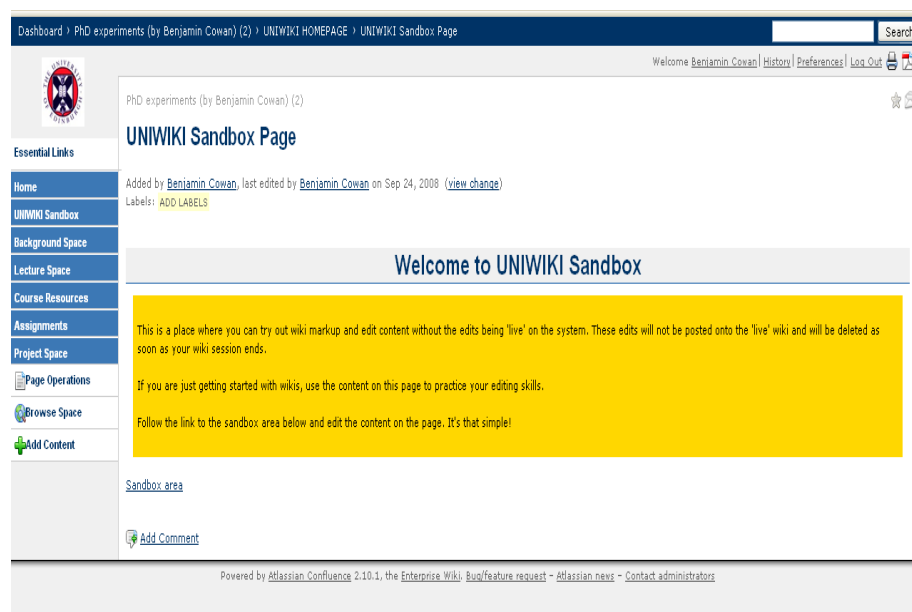 Dashboard > PhD experiments (by Benjamin Cowan) (2) > UNIWIKI HOMEPAGE > UNIWIKI Sandbox Page
Search
Welcome Benjamin Cowan | History | Preferences | Log Out
PhD experiments (by Benjamin Cowan) (2)
UNIWIKI Sandbox Page
Essential Links
Home
UNIWIKI Sandbox
Background Space
Lecture Space
Course Resources
Assignments
Project Space
Page Operations
Browse Space
Add Content
Added by Benjamin Cowan, last edited by Benjamin Cowan on Sep 24, 2008 (view change)
Labels: ADD LABELS
Welcome to UNIWIKI Sandbox
This is a place where you can try out wiki markup and edit content without the edits being 'live' on the system. These edits will not be posted onto the 'live' wiki and will be deleted as
soon as your wiki session ends.
If you are just getting started with wikis, use the content on this page to practice your editing skills.
Follow the link to the sandbox area below and edit the content on the page. It's that simple!
Sandbox area
Add Comment
Powered by Atlassian Confluence 2.10.1, the Enterprise Wiki. Bug/feature request - Atlassian news - Contact administrators